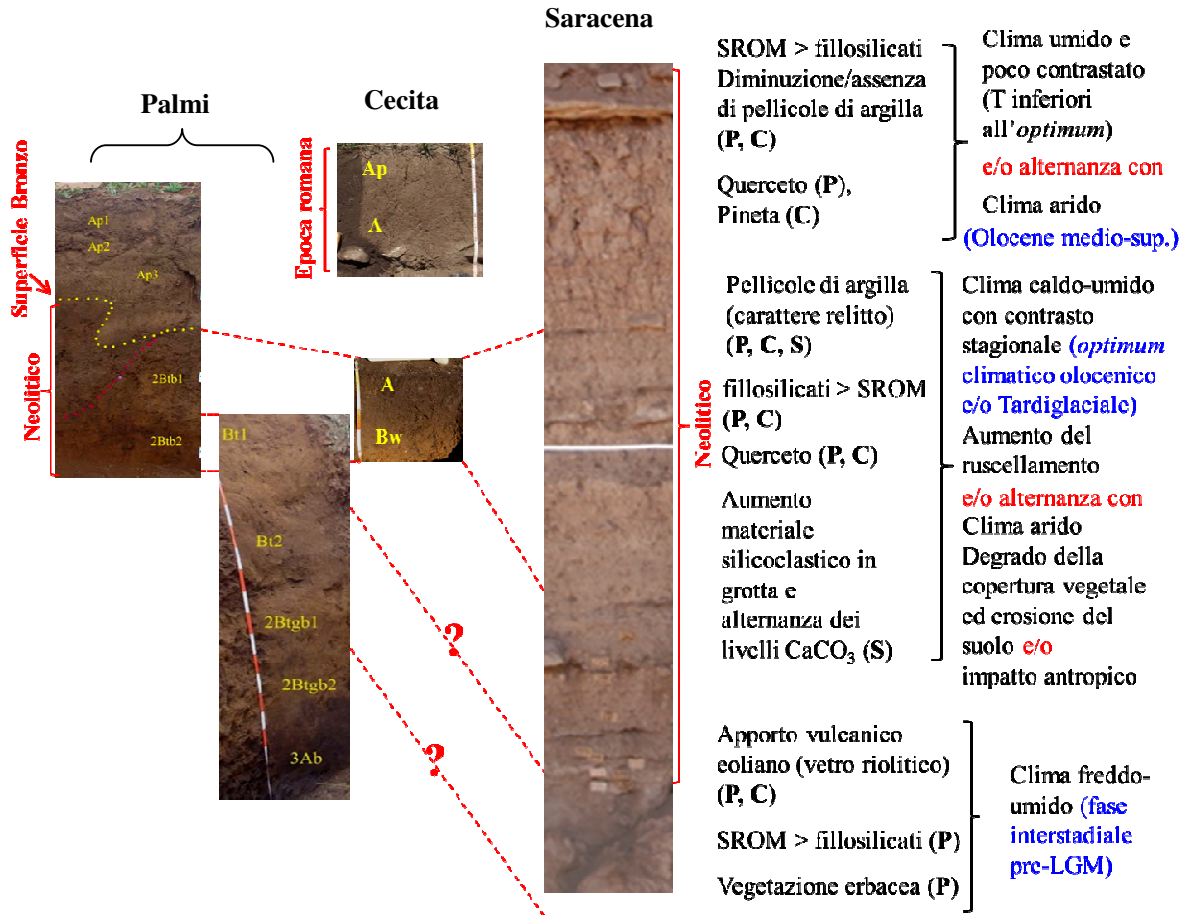 Saracena
Palmi
Cecita
Superficie Bronzo
Neolitico
Ap1
Ap2
Ap3
2Btb1
2Btb2
Bt1
Bt2
2Btgb1
2Btgb2
3Ab
Epoca romana
Ap
A
A
Bw
?
?
Neolitico
SROM > fillosilicati
Diminuzione/assenza
di pellicole di argilla
(P, C)
Querceto (P),
Pineta (C)
Clima umido e
poco contrastato
(T inferiori
all'optimum)
e/o alternanza con
Clima arido
(Olocene medio-sup.)
Pellicole di argilla
(carattere relitto)
(P, C, S)
fillosilicati > SROM
(P, C)
Querceto (P, C)
Aumento
materiale
silicoclastico in
grotta e
alternanza dei
livelli CaCO3 (S)
Clima caldo-umido
con contrasto
stagionale (optimum
climatico olocenico
e/o Tardiglaciale)
Aumento del
ruscellamento
e/o alternanza con
Clima arido
Degrado della
copertura vegetale
ed erosione del
suolo e/o
impatto antropico
Apporto vulcanico
eoliano (vetro riolitico)
(P, C)
SROM > fillosilicati (P)
Vegetazione erbacea (P)
Clima freddo-
umido (fase
interstadiale
pre-LGM)